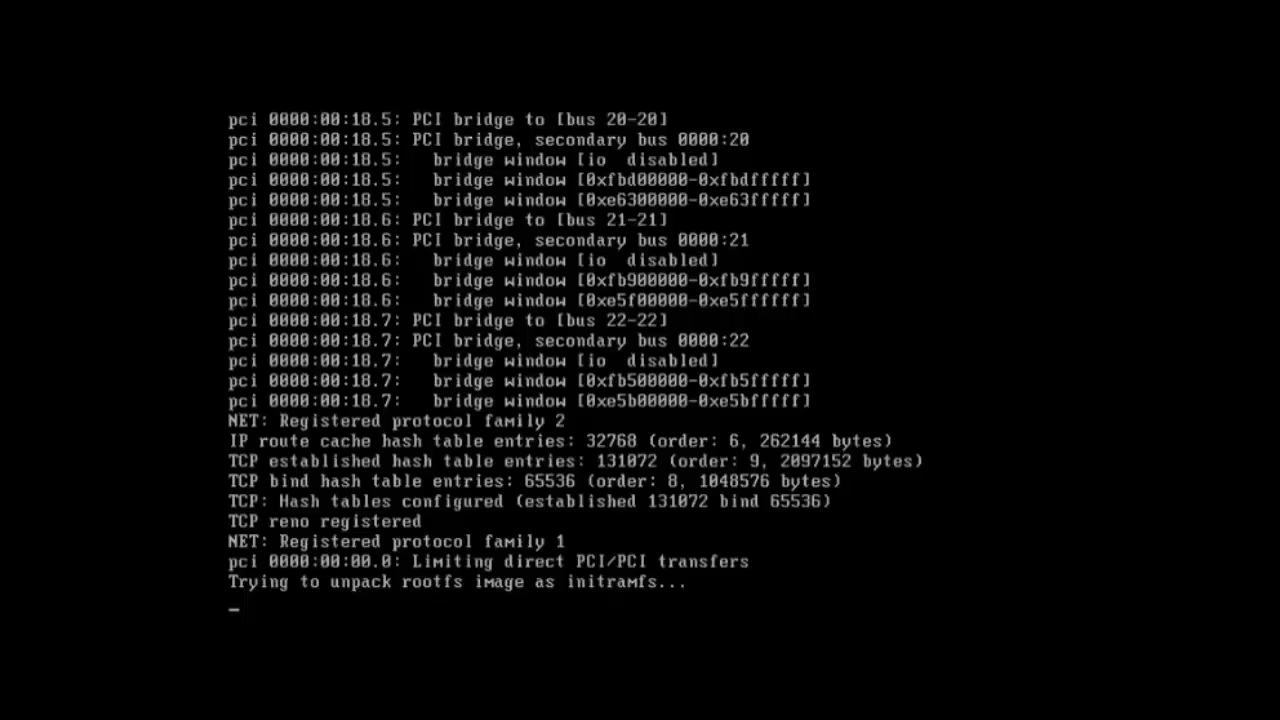 pci 0000:00:18.5: PCI bridge to [bus 20-20]
pci 0000:00:18.5: PCI bridge, secondary bus 0000:20
pci 0000:00:18.5:   bridge window [io  disabled]
pci 0000:00:18.5:   bridge window [0xfbd00000-0xfbdfffff]
pci 0000:00:18.5:   bridge window [0xe6300000-0xe63fffff]
pci 0000:00:18.6: PCI bridge to [bus 21-21]
pci 0000:00:18.6: PCI bridge, secondary bus 0000:21
pci 0000:00:18.6:   bridge window [io  disabled]
pci 0000:00:18.6:   bridge window [0xfb900000-0xfb9fffff]
pci 0000:00:18.6:   bridge window [0xe5f00000-0xe5ffffff]
pci 0000:00:18.7: PCI bridge to [bus 22-22]
pci 0000:00:18.7: PCI bridge, secondary bus 0000:22
pci 0000:00:18.7:   bridge window [io  disabled]
pci 0000:00:18.7:   bridge window [0xfb500000-0xfb5fffff]
pci 0000:00:18.7:   bridge window [0xe5b00000-0xe5bfffff]
NET: Registered protocol family 2
IP route cache hash table entries: 32768 (order: 6, 262144 bytes)
TCP established hash table entries: 131072 (order: 9, 2097152 bytes)
TCP bind hash table entries: 65536 (order: 8, 1048576 bytes)
TCP: Hash tables configured (established 131072 bind 65536)
TCP reno registered
NET: Registered protocol family 1
pci 0000:00:00.0: Limiting direct PCI/PCI transfers
Trying to unpack rootfs image as initramfs...
_